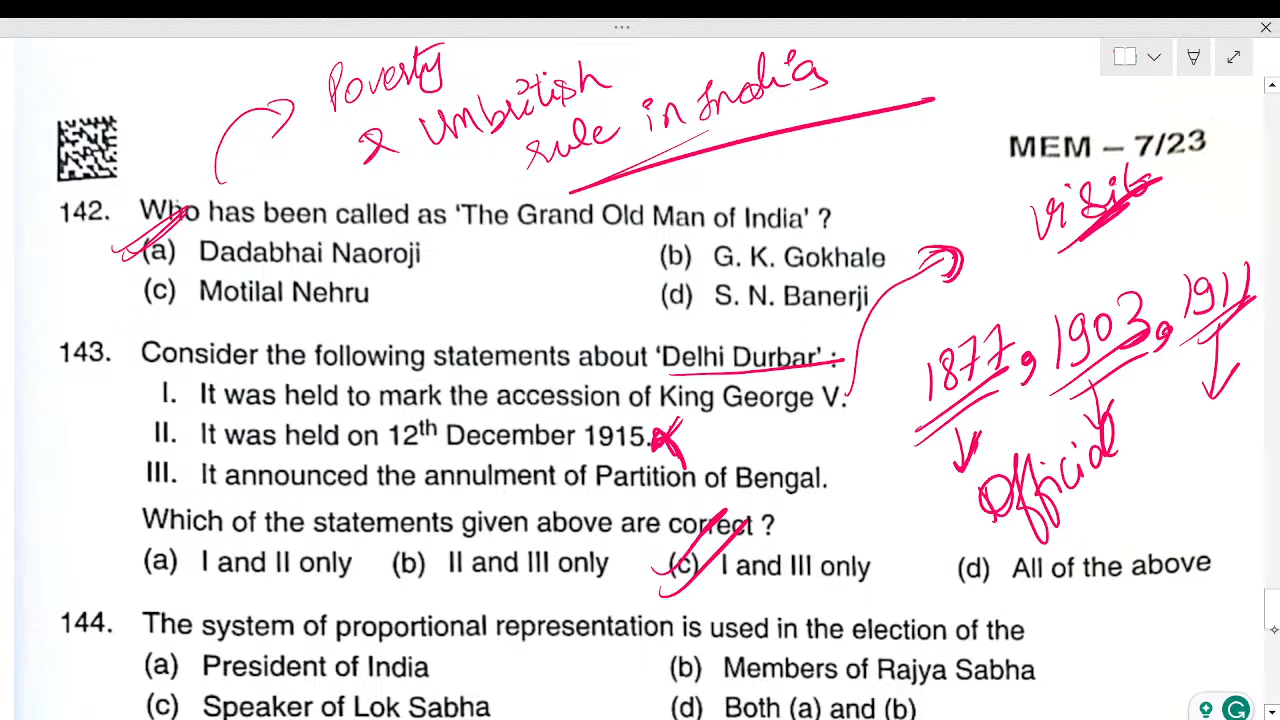 Poverty
& Unbritish
rule in India
MEM – 7/23
Visits
142. Who has been called as 'The Grand Old Man of India' ?
(a) Dadabhai Naoroji (b) G. K. Gokhale
(c) Motilal Nehru (d) S. N. Banerji
1877, 1903, 1911
Official
143. Consider the following statements about 'Delhi Durbar' :
I. It was held to mark the accession of King George V.
II. It was held on 12th December 1915.
III. It announced the annulment of Partition of Bengal.
Which of the statements given above are correct ?
(a) I and II only (b) II and III only (c) I and III only (d) All of the above
144. The system of proportional representation is used in the election of the
(a) President of India (b) Members of Rajya Sabha
(c) Speaker of Lok Sabha (d) Both (a) and (b)